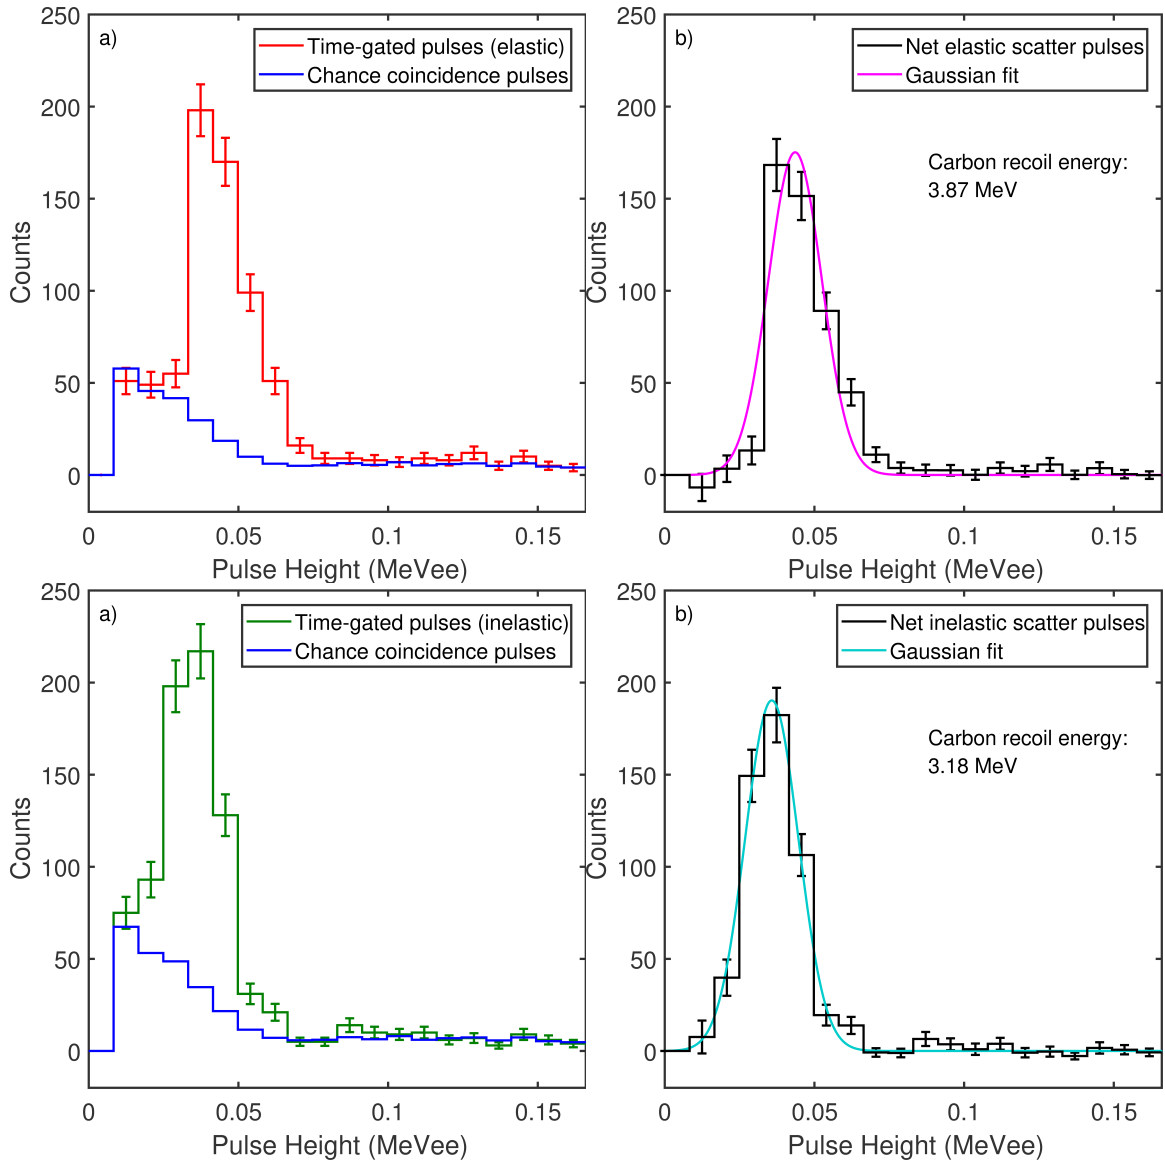 a)
Time-gated pulses (elastic)
Chance coincidence pulses
250
200
150
100
50
0
Counts
0 0.05 0.1 0.15
Pulse Height (MeVee)
b)
Net elastic scatter pulses
Gaussian fit
Carbon recoil energy:
3.87 MeV
250
200
150
100
50
0
Counts
0 0.05 0.1 0.15
Pulse Height (MeVee)
a)
Time-gated pulses (inelastic)
Chance coincidence pulses
250
200
150
100
50
0
Counts
0 0.05 0.1 0.15
Pulse Height (MeVee)
b)
Net inelastic scatter pulses
Gaussian fit
Carbon recoil energy:
3.18 MeV
250
200
150
100
50
0
Counts
0 0.05 0.1 0.15
Pulse Height (MeVee)